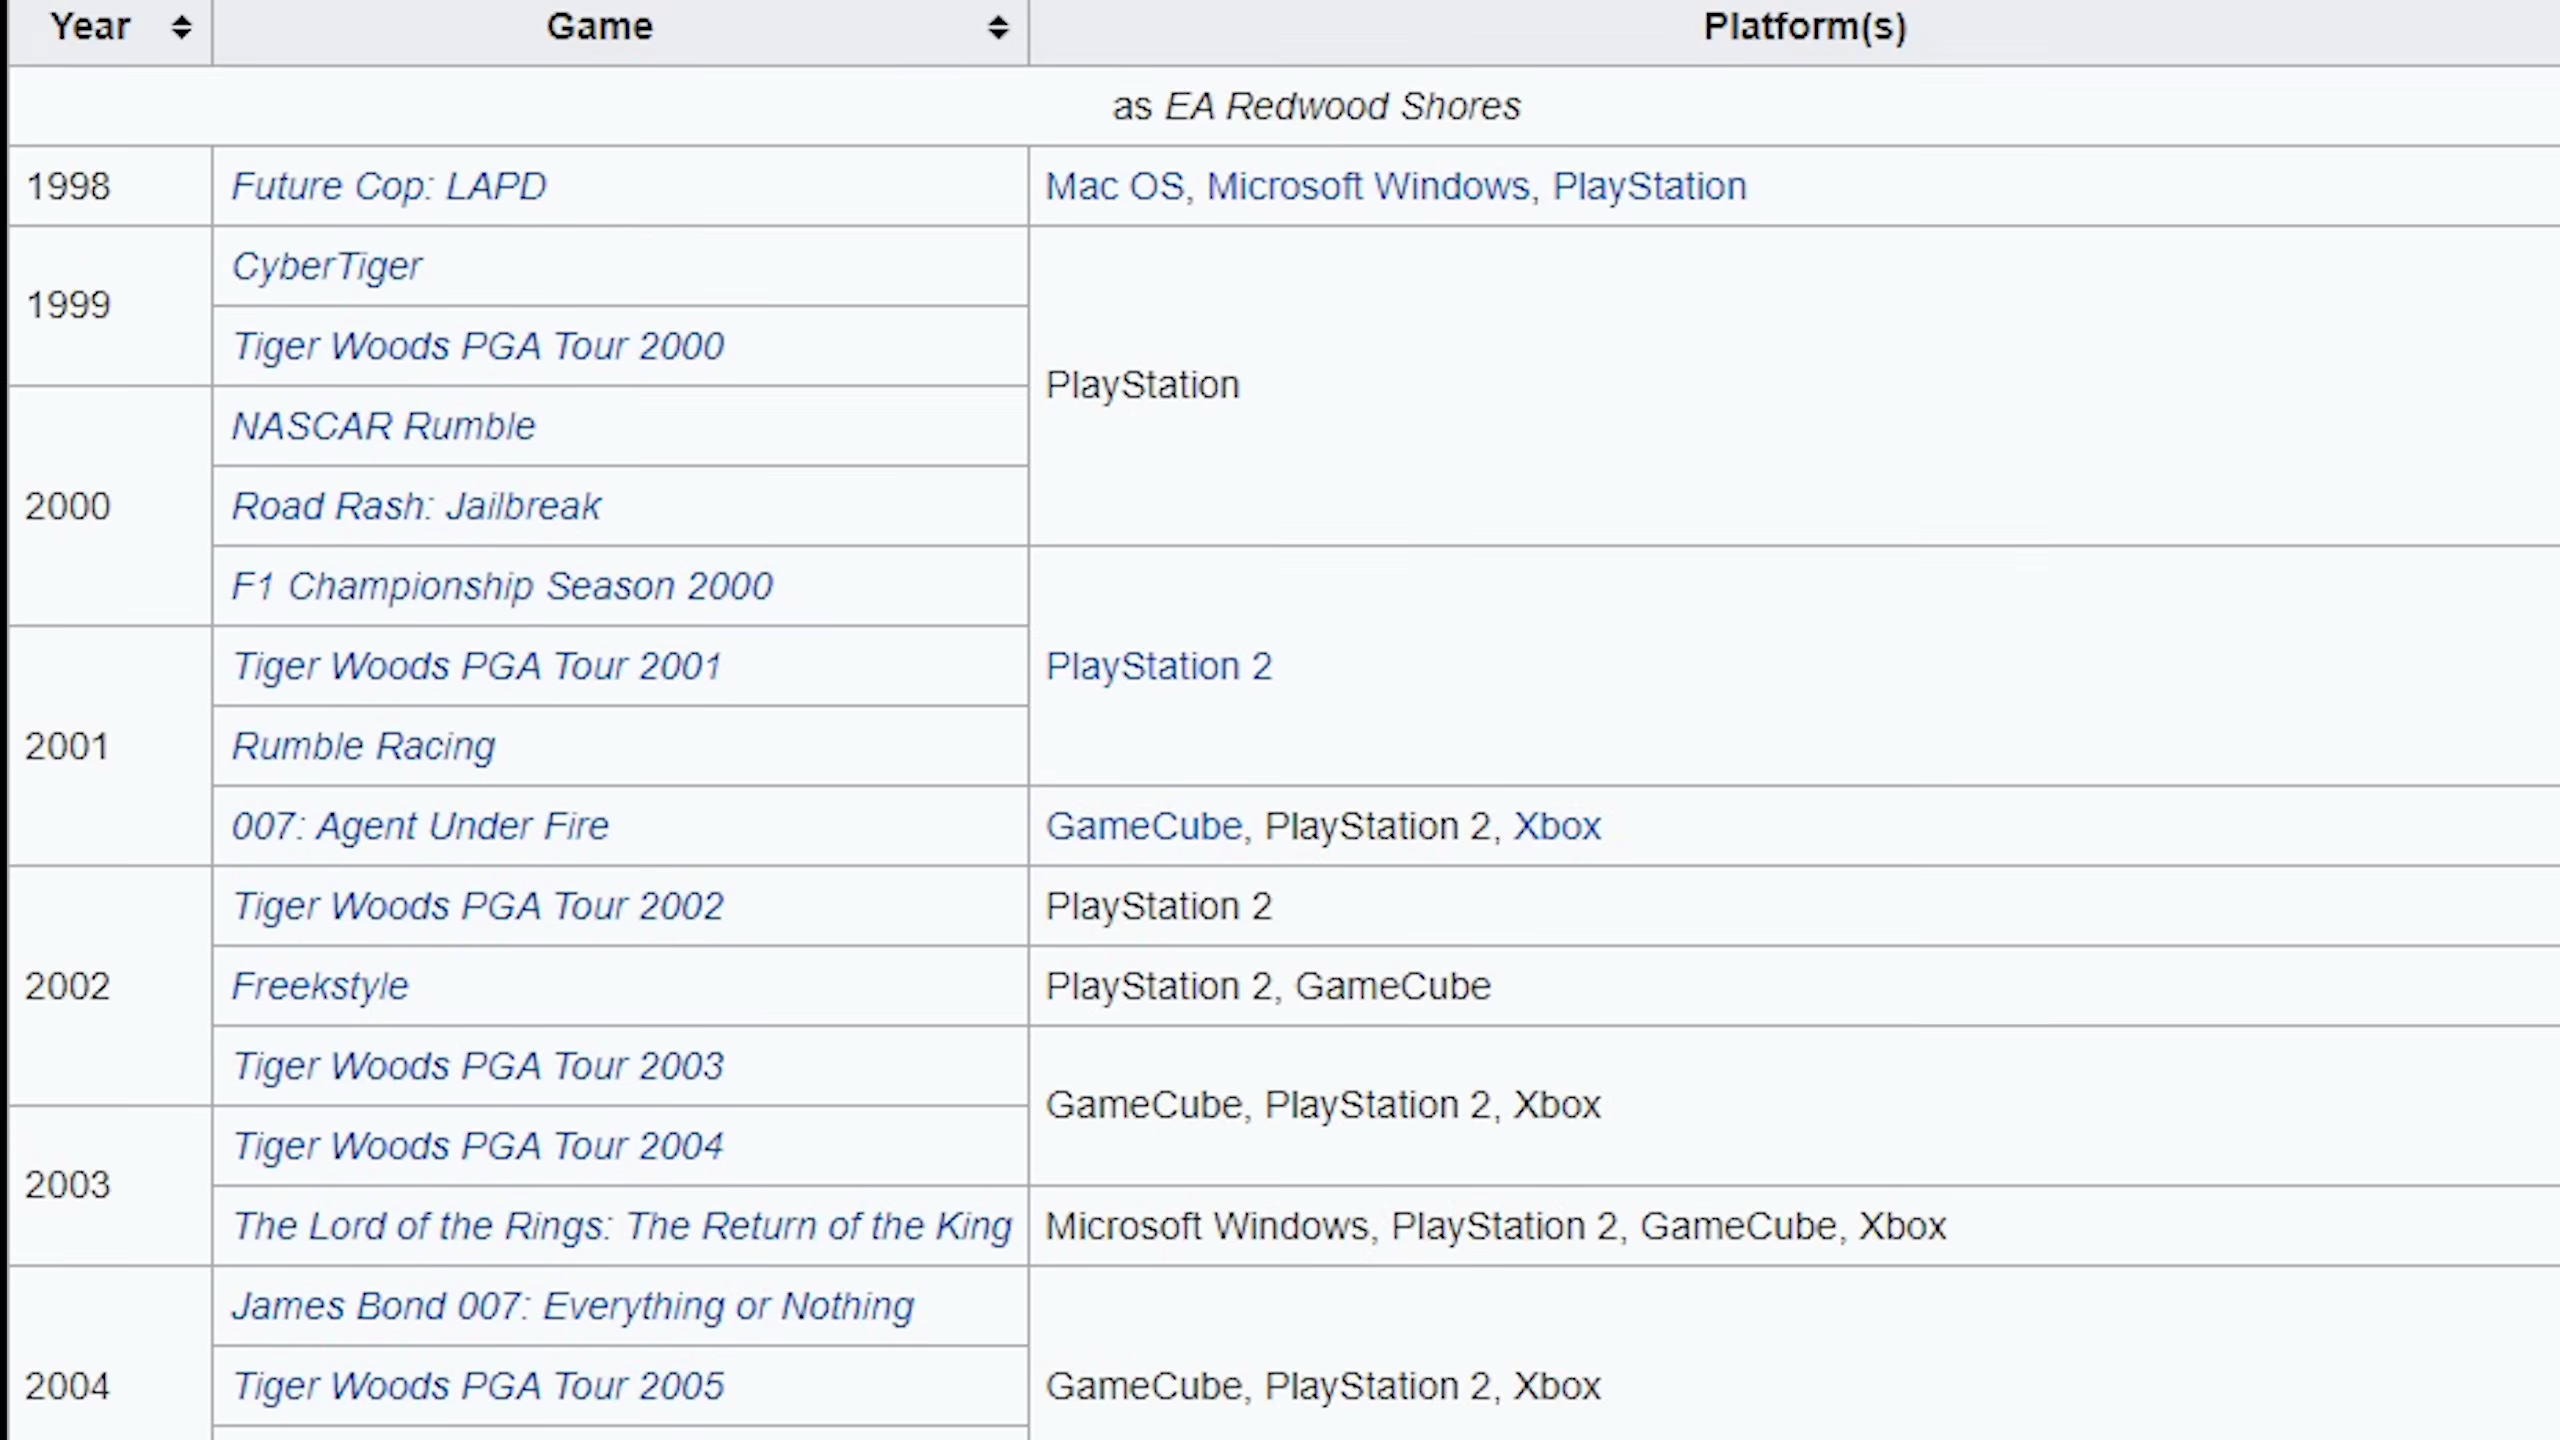 Year Game Platform(s)
as EA Redwood Shores
1998 Future Cop: LAPD Mac OS, Microsoft Windows, PlayStation
1999 CyberTiger PlayStation
Tiger Woods PGA Tour 2000
2000 NASCAR Rumble
Road Rash: Jailbreak
F1 Championship Season 2000 PlayStation 2
2001 Tiger Woods PGA Tour 2001
Rumble Racing
007: Agent Under Fire GameCube, PlayStation 2, Xbox
2002 Tiger Woods PGA Tour 2002 PlayStation 2
Freekstyle PlayStation 2, GameCube
Tiger Woods PGA Tour 2003 GameCube, PlayStation 2, Xbox
2003 Tiger Woods PGA Tour 2004
The Lord of the Rings: The Return of the King Microsoft Windows, PlayStation 2, GameCube, Xbox
2004 James Bond 007: Everything or Nothing GameCube, PlayStation 2, Xbox
Tiger Woods PGA Tour 2005